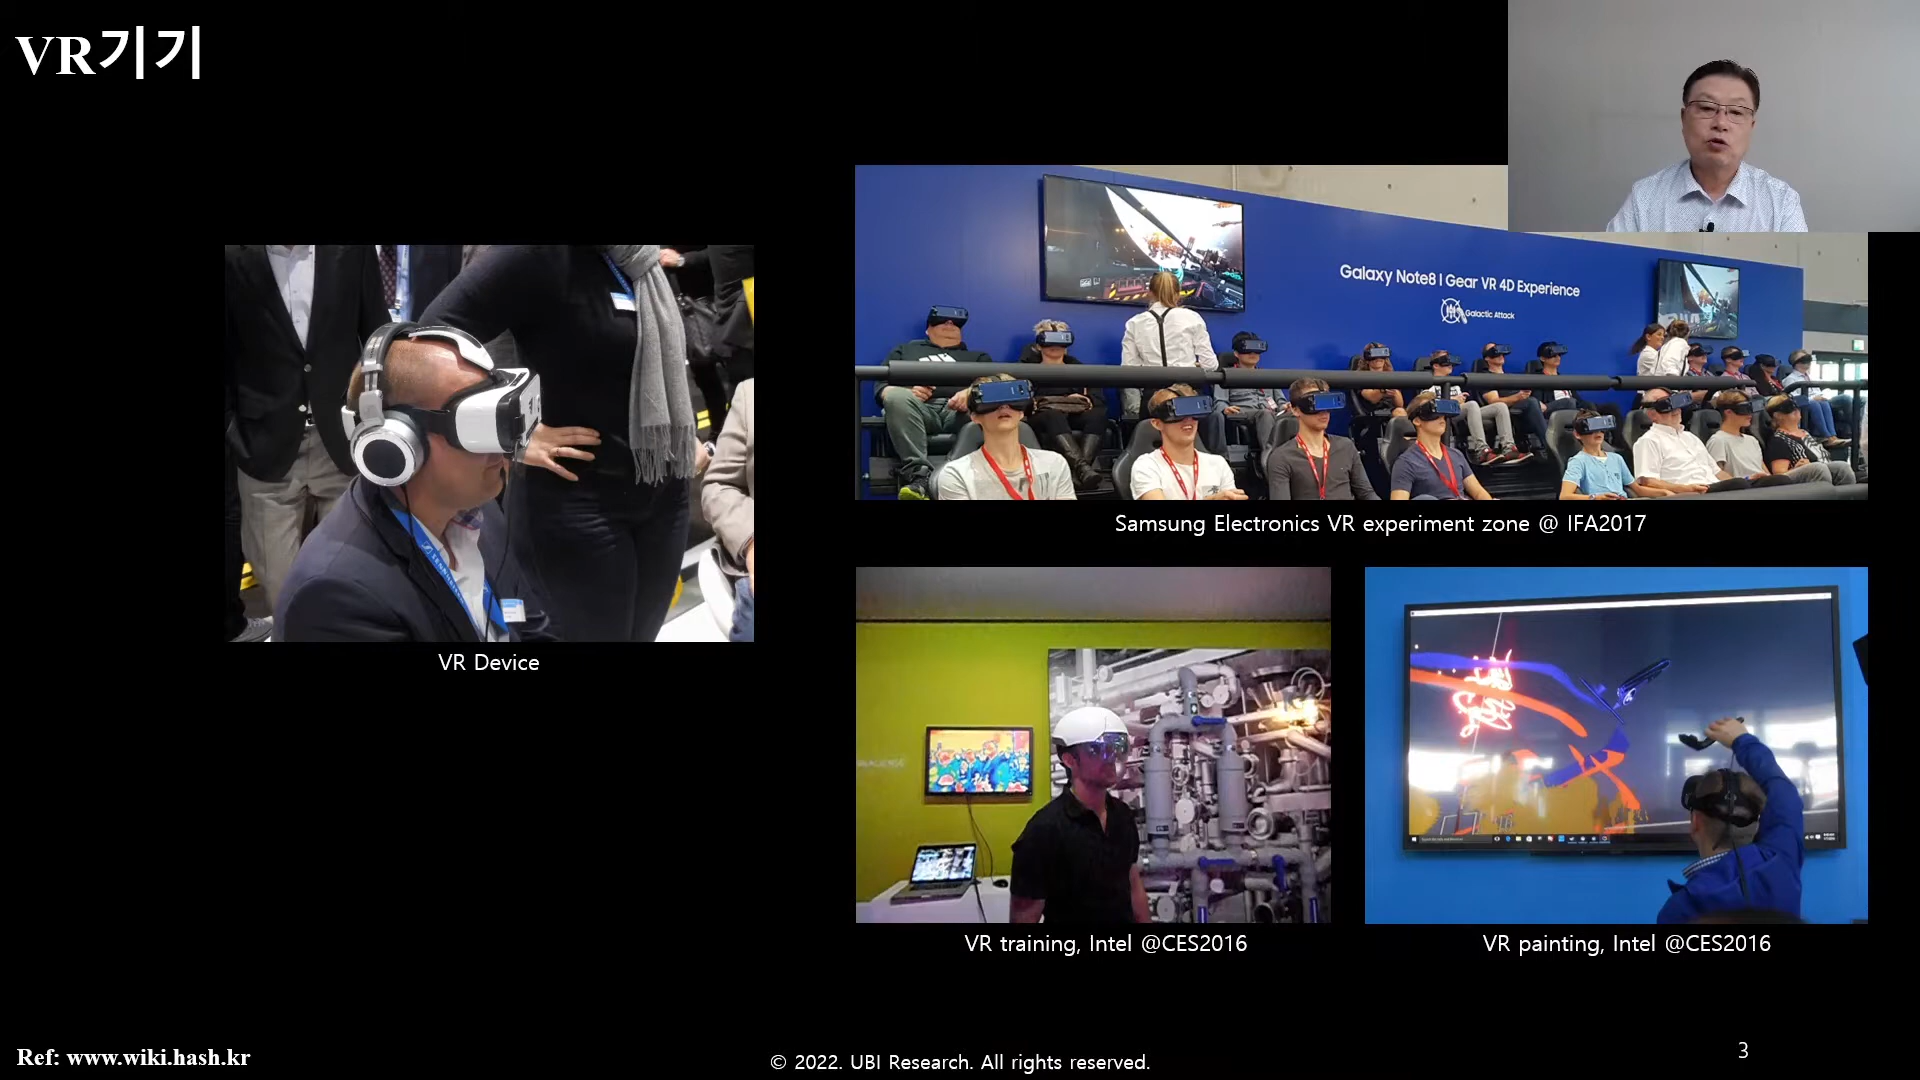 VR기기
Galaxy Note8 I Gear VR 4D Experience
Galactic Attack
Samsung Electronics VR experiment zone @ IFA2017
VR Device
VR training, Intel @CES2016
VR painting, Intel @CES2016
Ref: www.wiki.hash.kr
© 2022. UBI Research. All rights reserved.
3